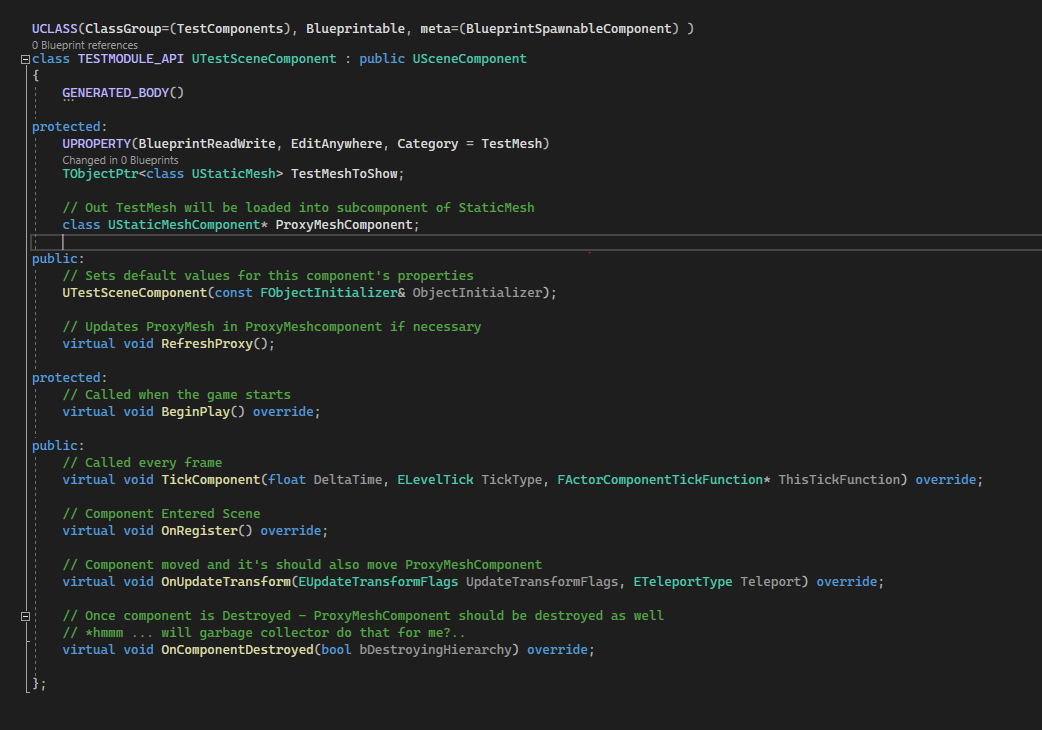 UCLASS(ClassGroup=(TestComponents), Blueprintable, meta=(BlueprintSpawnableComponent) )
0 Blueprint references
class TESTMODULE_API UTestSceneComponent : public USceneComponent
{
GENERATED_BODY()
protected:
UPROPERTY(BlueprintReadWrite, EditAnywhere, Category = TestMesh)
Changed in 0 Blueprints
TObjectPtr<class UStaticMesh> TestMeshToShow;
// Out TestMesh will be loaded into subcomponent of StaticMesh
class UStaticMeshComponent* ProxyMeshComponent;
public:
// Sets default values for this component's properties
UTestSceneComponent(const FObjectInitializer& ObjectInitializer);
// Updates ProxyMesh in ProxyMeshcomponent if necessary
virtual void RefreshProxy();
protected:
// Called when the game starts
virtual void BeginPlay() override;
public:
// Called every frame
virtual void TickComponent(float DeltaTime, ELevelTick TickType, FActorComponentTickFunction* ThisTickFunction) override;
// Component Entered Scene
virtual void OnRegister() override;
// Component moved and it's should also move ProxyMeshComponent
virtual void OnUpdateTransform(EUpdateTransformFlags UpdateTransformFlags, ETeleportType Teleport) override;
// Once component is Destroyed - ProxyMeshComponent should be destroyed as well
// *hmmm ... will garbage collector do that for me?..
virtual void OnComponentDestroyed(bool bDestroyingHierarchy) override;
};